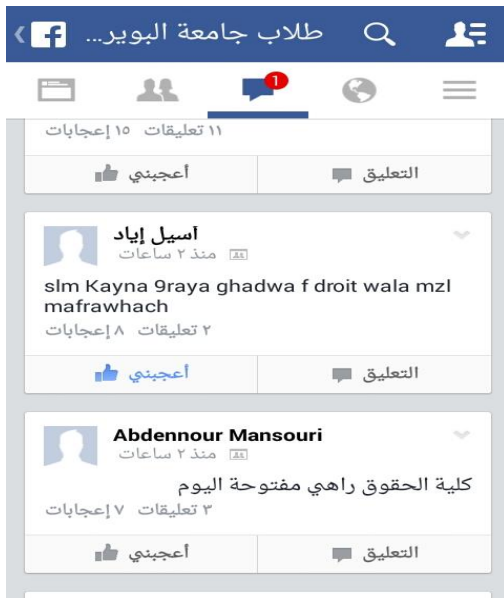 طلاب جامعة البوير...
1
١١ تعليقات ١٥ إعجابات
أعجبني التعليق
أسيل إياد
منذ ٢ ساعات
slm Kayna 9raya ghadwa f droit wala mzl
mafrawhach
٢ تعليقات ٨ إعجابات
أعجبني التعليق
Abdennour Mansouri
منذ ٢ ساعات
كلية الحقوق راهي مفتوحة اليوم
٣ تعليقات ٧ إعجابات
أعجبني التعليق